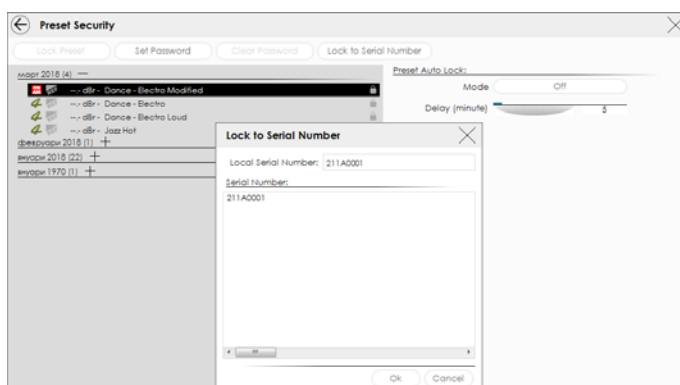 Preset Security
Lock Preset Set Password Clear Password Lock to Serial Number
март 2018 (4)
--.- dBr - Dance - Electro Modified
--.- dBr - Dance - Electro
--.- dBr - Dance - Electro Loud
--.- dBr - Jazz Hot
февруари 2018 (1)
януари 2018 (22)
януари 1970 (1)
Preset Auto Lock:
Mode Off
Delay (minute) 5
Lock to Serial Number
Local Serial Number: 211A0001
Serial Number:
211A0001
Ok Cancel